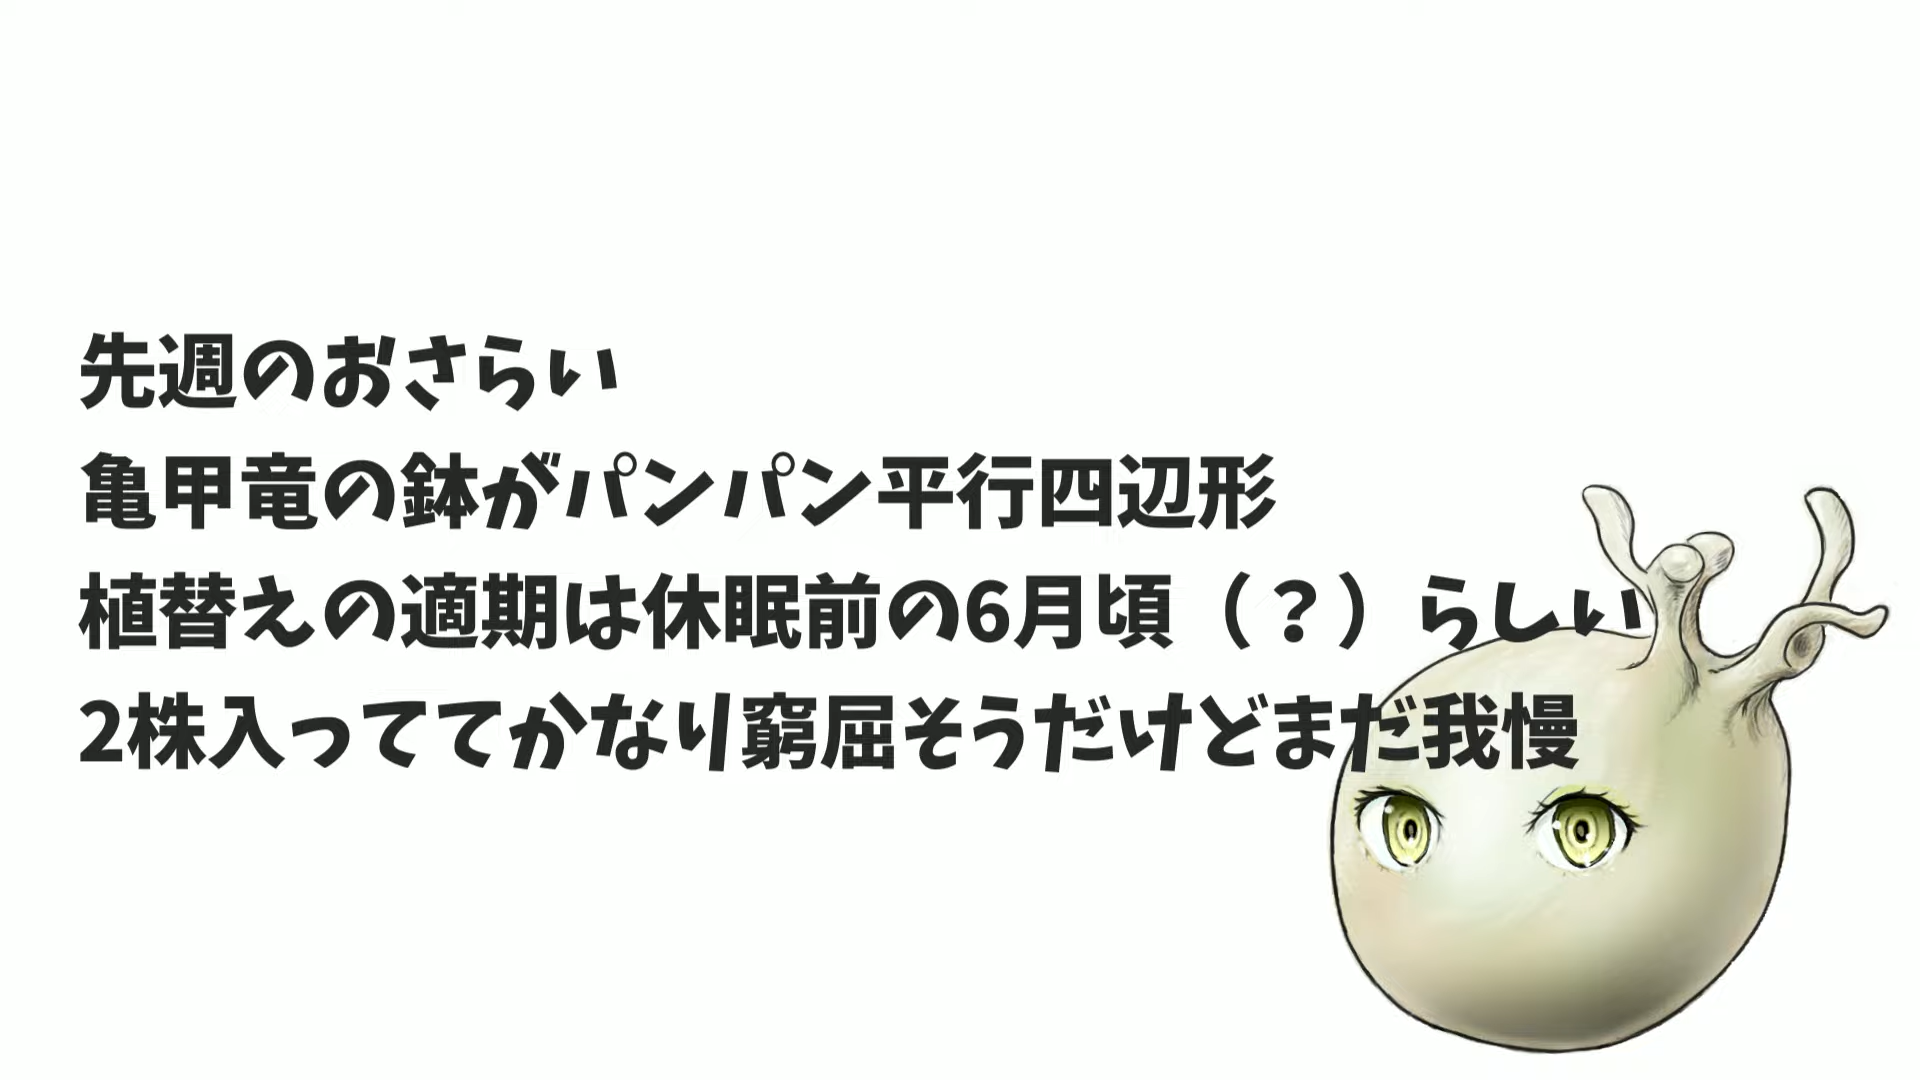 先週のおさらい
亀甲竜の鉢がパンパン平行四辺形
植替えの適期は休眠前の6月頃（？）らしい
2株入っててかなり窮屈そうだけどまだ我慢